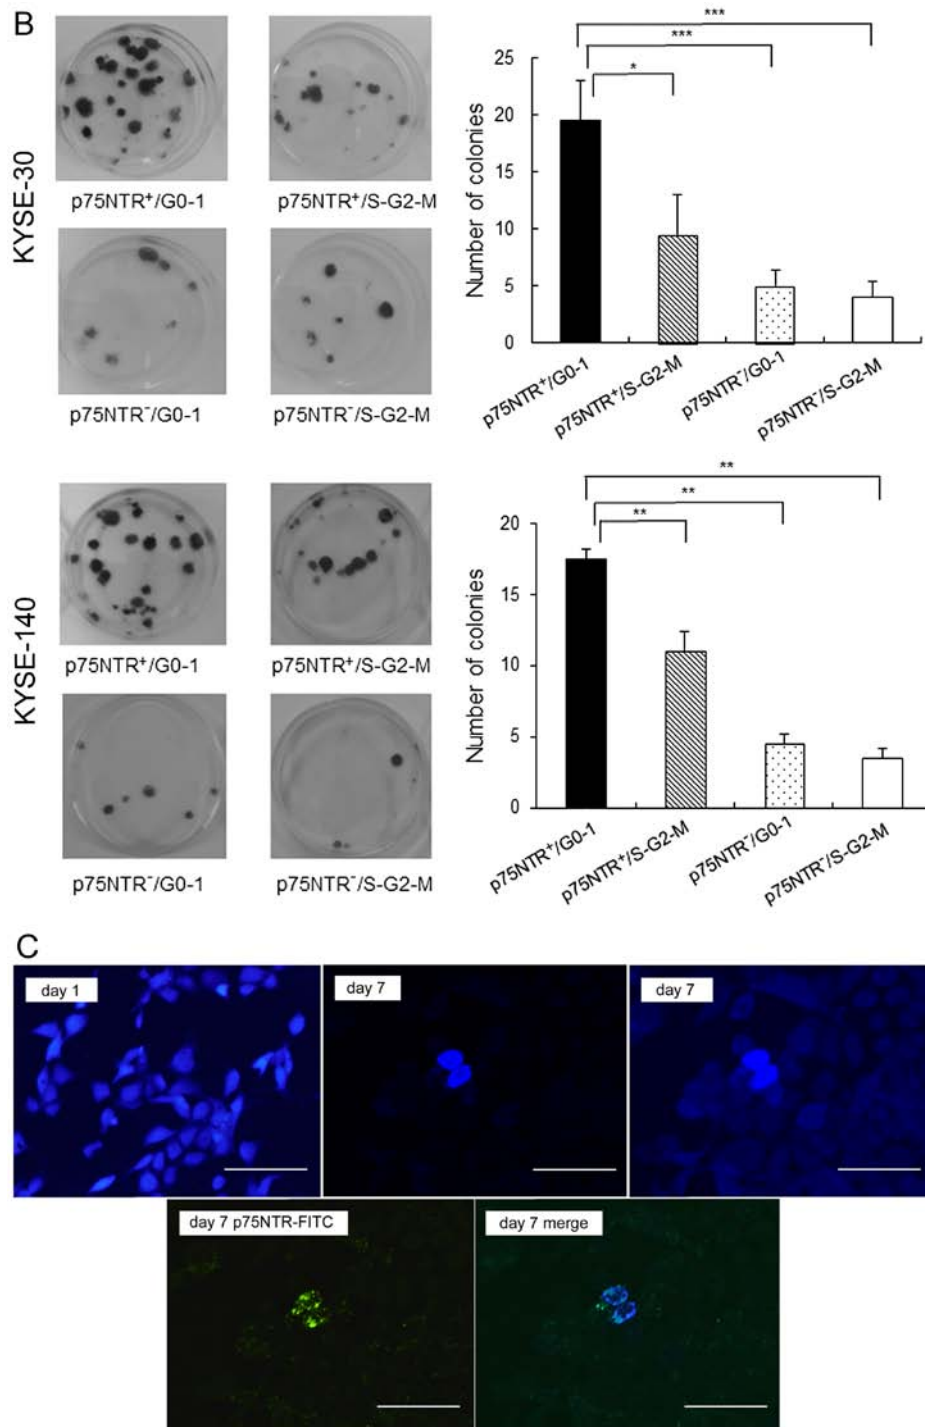 B
KYSE-30
p75NTR⁺/G0-1
p75NTR⁺/S-G2-M
p75NTR⁻/G0-1
p75NTR⁻/S-G2-M
***
***
*
Number of colonies
25
20
15
10
5
0
p75NTR⁺/G0-1
p75NTR⁺/S-G2-M
p75NTR⁻/G0-1
p75NTR⁻/S-G2-M
KYSE-140
p75NTR⁺/G0-1
p75NTR⁺/S-G2-M
p75NTR⁻/G0-1
p75NTR⁻/S-G2-M
**
**
**
Number of colonies
20
15
10
5
0
p75NTR⁺/G0-1
p75NTR⁺/S-G2-M
p75NTR⁻/G0-1
p75NTR⁻/S-G2-M
C
day 1
day 7
day 7
day 7 p75NTR-FITC
day 7 merge